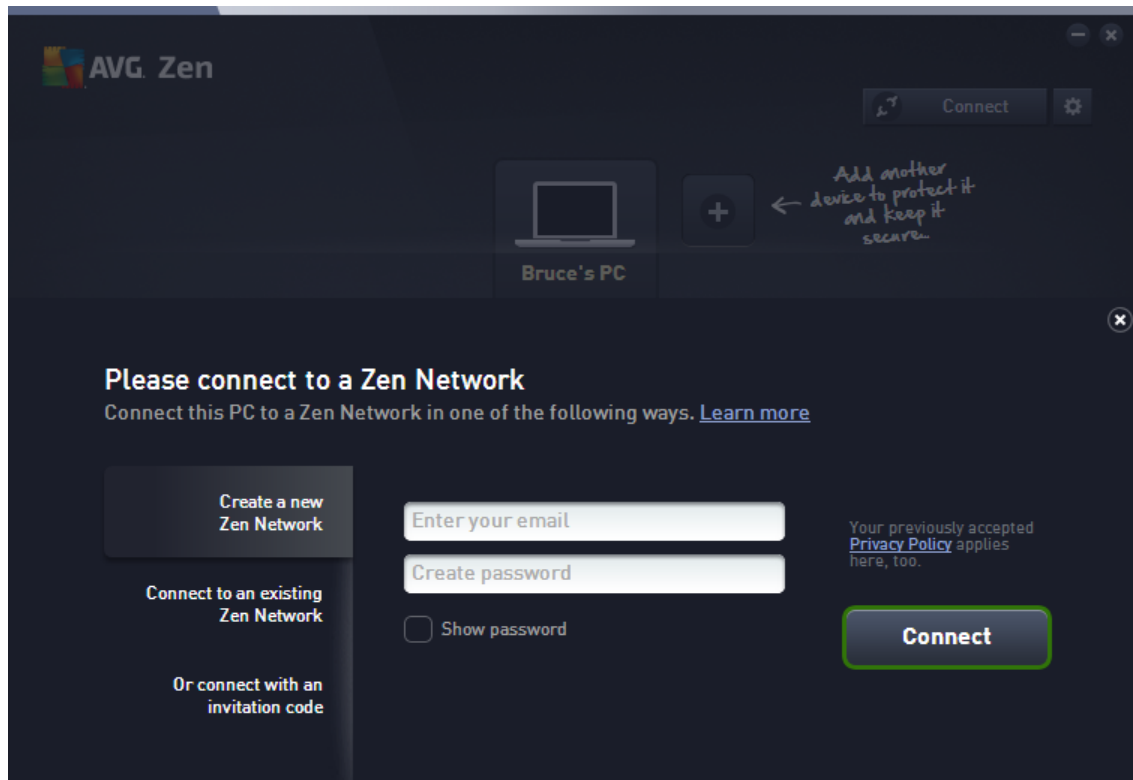 AVG. Zen
Connect
Add another
device to protect it
and keep it
secure...
Bruce's PC
Please connect to a Zen Network
Connect this PC to a Zen Network in one of the following ways. Learn more
Create a new
Zen Network
Connect to an existing
Zen Network
Or connect with an
invitation code
Enter your email
Create password
Show password
Your previously accepted
Privacy Policy applies
here, too.
Connect